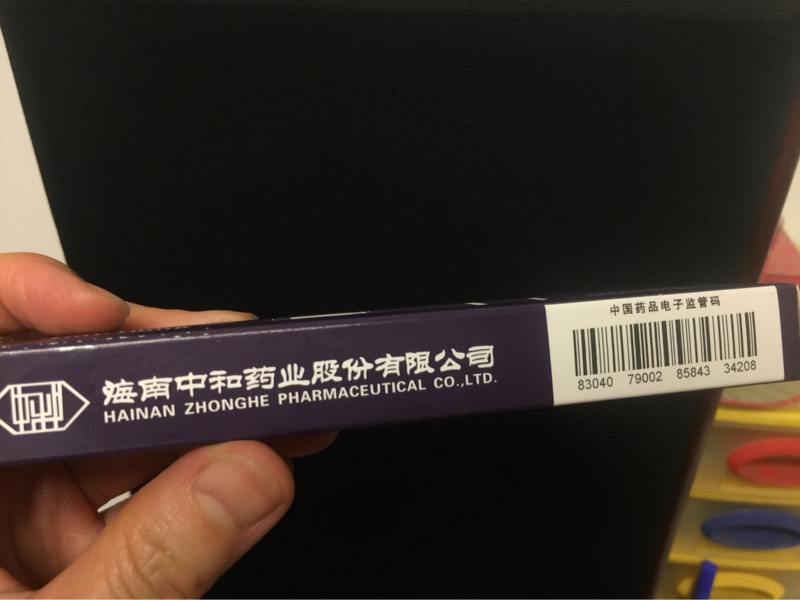 海南中和药业股份有限公司
HAINAN ZHONGHE PHARMACEUTICAL CO.,LTD.
中国药品电子监管码
83040 79002 85843 34208